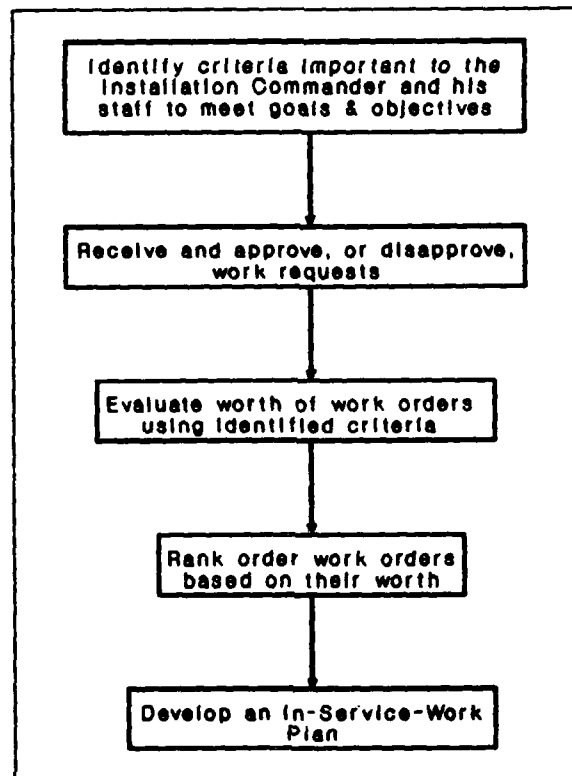 Identify criteria important to the
Installation Commander and his
staff to meet goals & objectives
Receive and approve, or disapprove,
work requests
Evaluate worth of work orders
using identified criteria
Rank order work orders
based on their worth
Develop an In-Service-Work
Plan